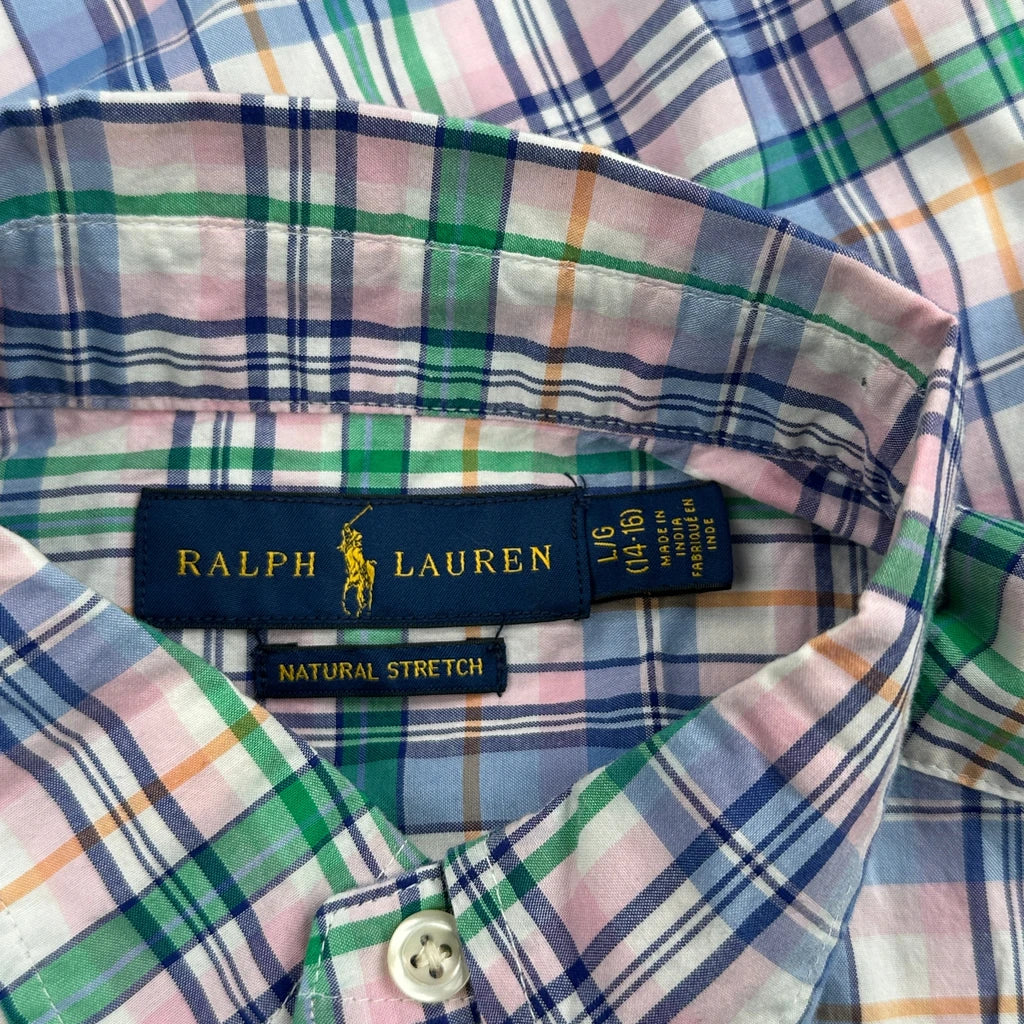 RALPH LAUREN
L/G
(14-16)
MADE IN
INDIA
FABRIQUÉ EN
INDE
NATURAL STRETCH